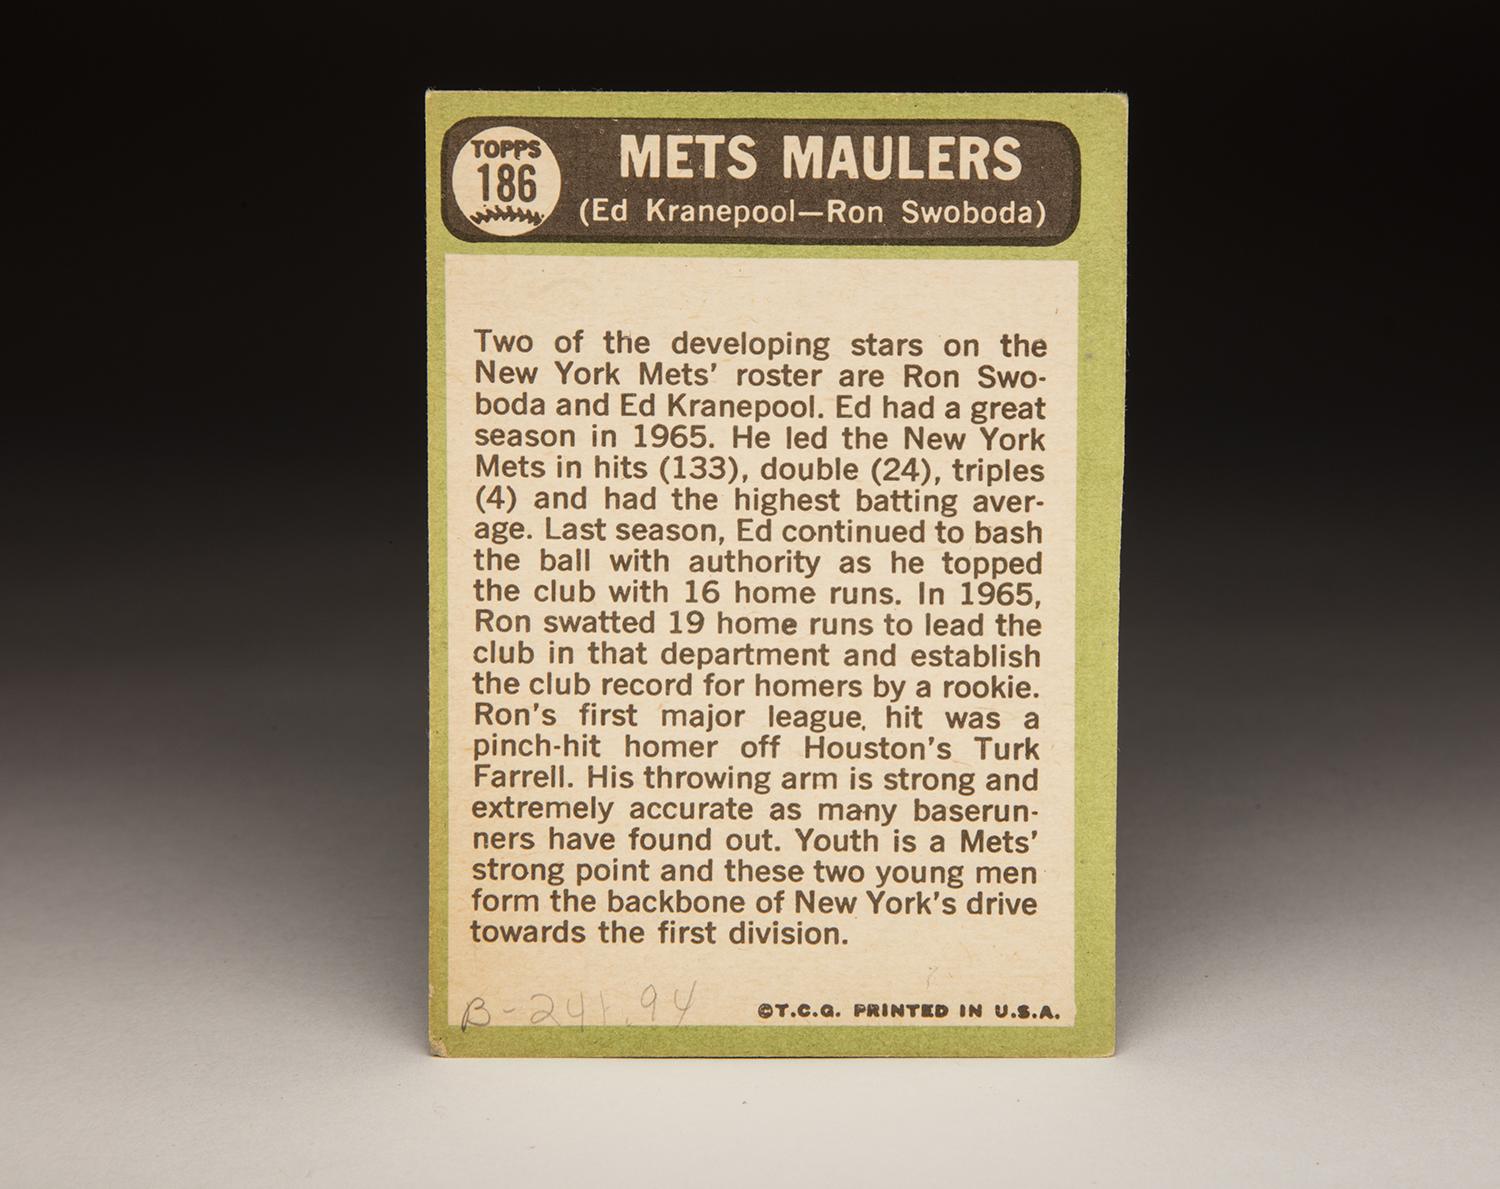 TOPPS
186
METS MAULERS
(Ed Kranepool—Ron Swoboda)
Two of the developing stars on the
New York Mets' roster are Ron Swo-
boda and Ed Kranepool. Ed had a great
season in 1965. He led the New York
Mets in hits (133), double (24), triples
(4) and had the highest batting aver-
age. Last season, Ed continued to bash
the ball with authority as he topped
the club with 16 home runs. In 1965,
Ron swatted 19 home runs to lead the
club in that department and establish
the club record for homers by a rookie.
Ron's first major league hit was a
pinch-hit homer off Houston's Turk
Farrell. His throwing arm is strong and
extremely accurate as many baserun-
ners have found out. Youth is a Mets'
strong point and these two young men
form the backbone of New York's drive
towards the first division.
©T.C.G. PRINTED IN U.S.A.